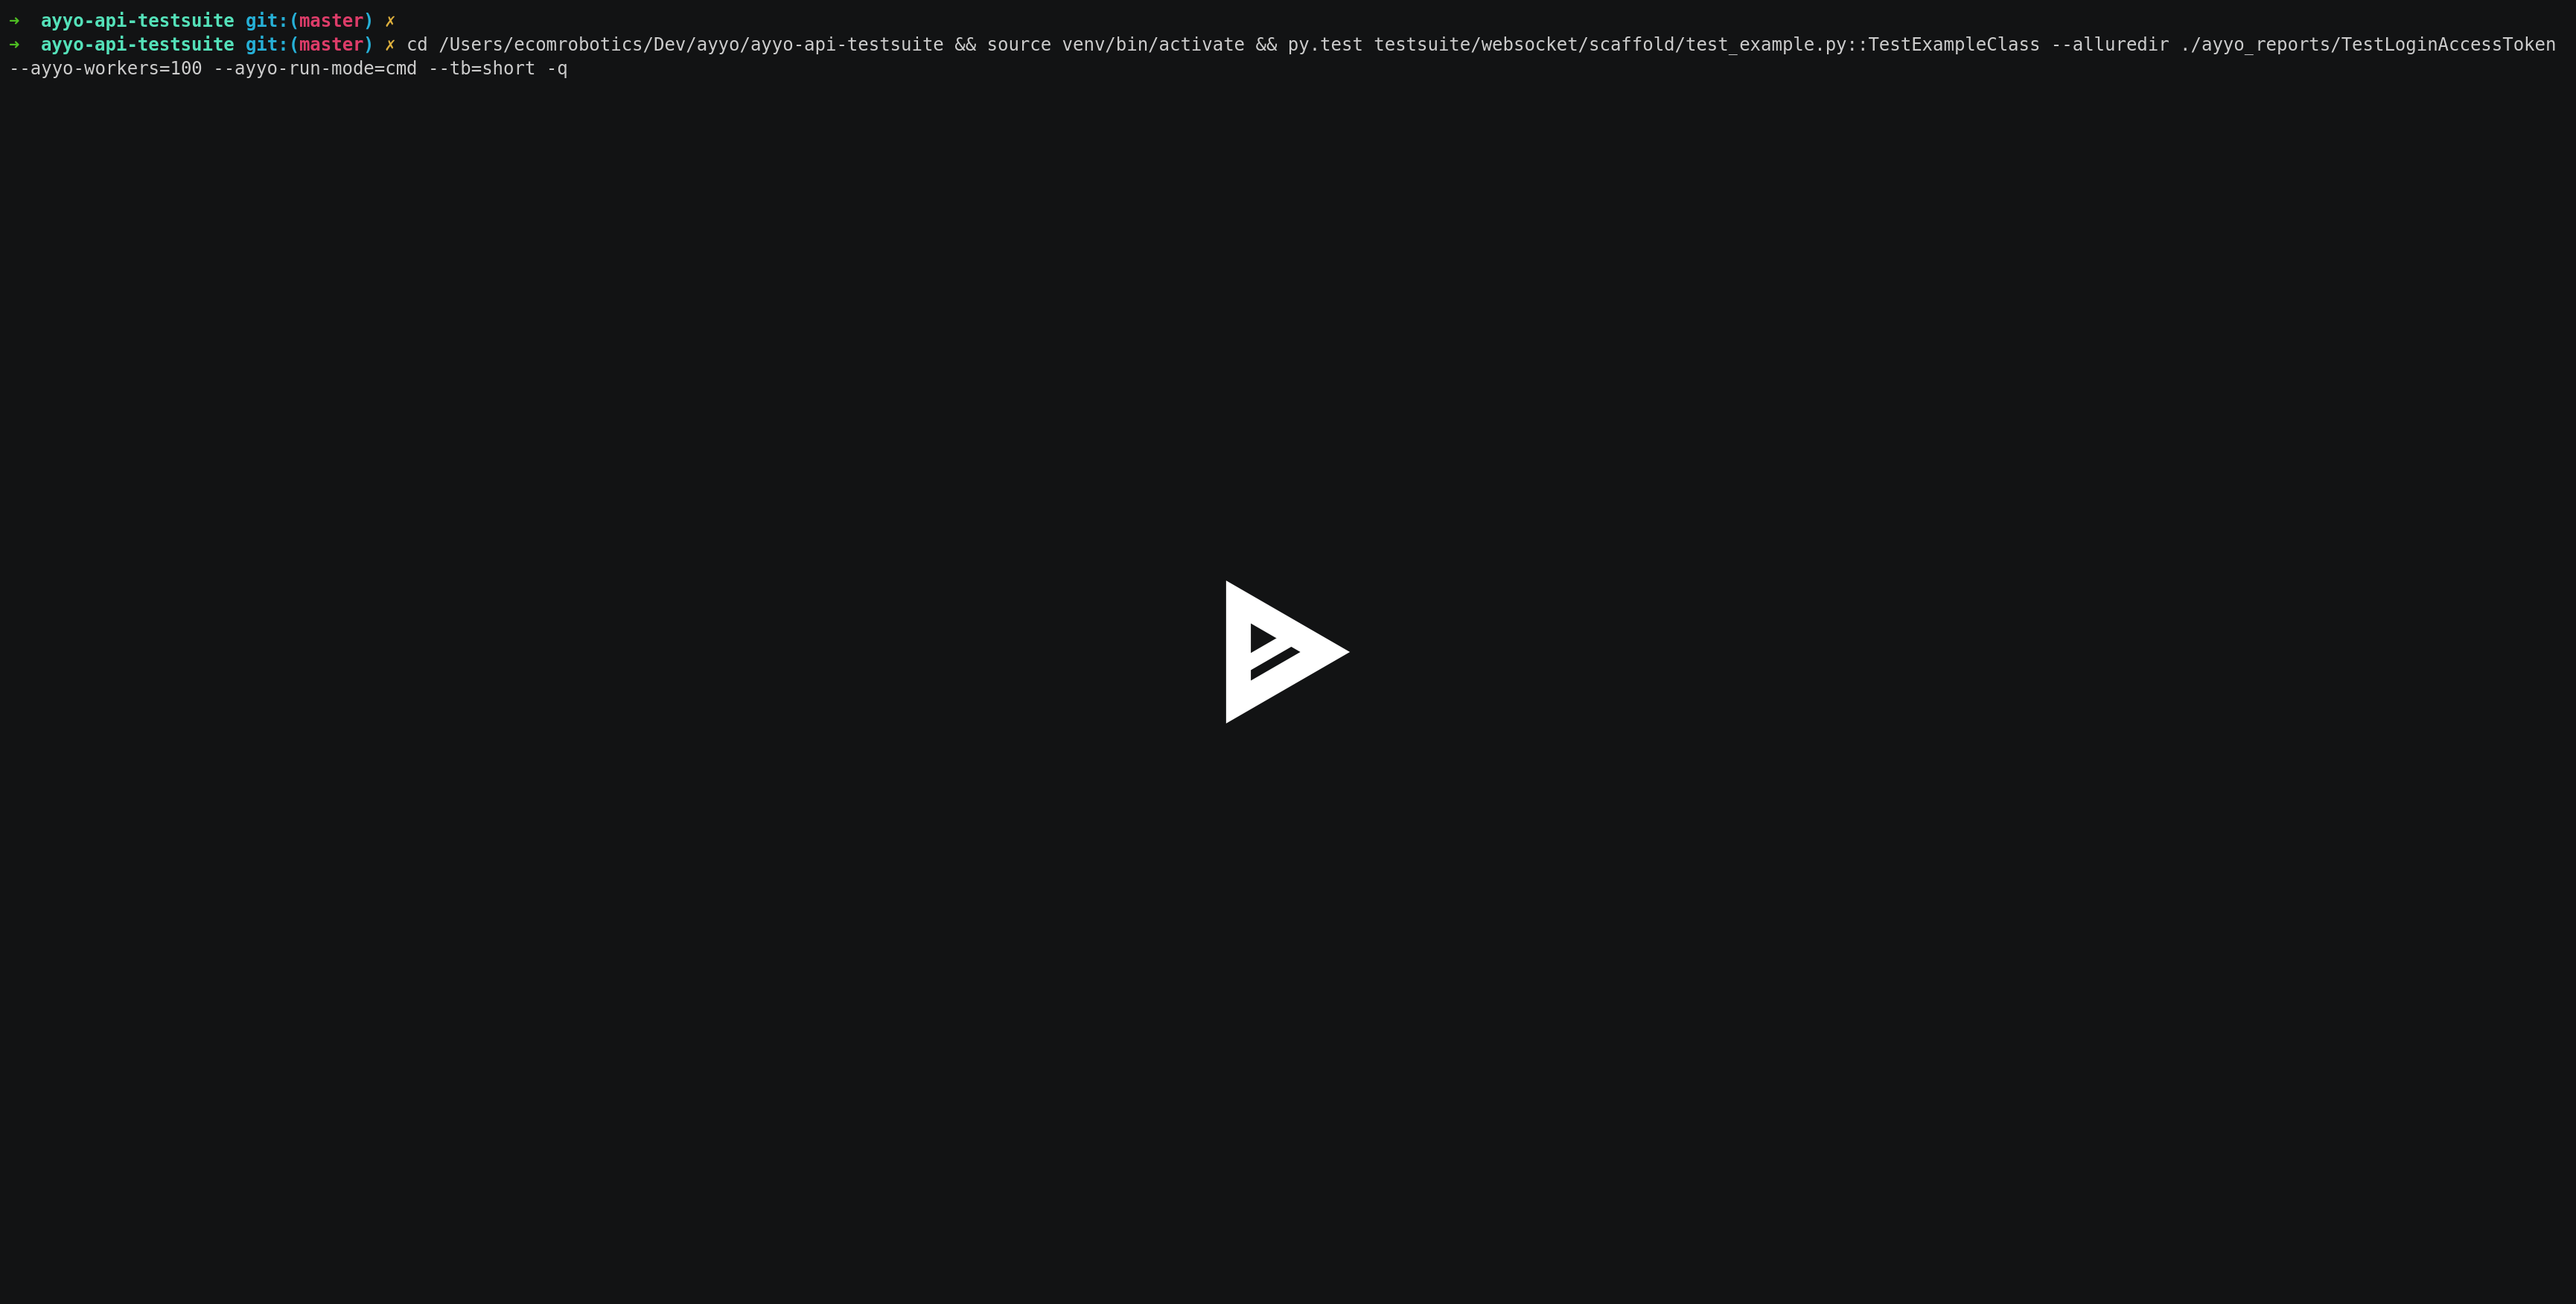 ➜  ayyo-api-testsuite git:(master) ✗
➜  ayyo-api-testsuite git:(master) ✗ cd /Users/ecomrobotics/Dev/ayyo/ayyo-api-testsuite && source venv/bin/activate && py.test testsuite/websocket/scaffold/test_example.py::TestExampleClass --alluredir ./ayyo_reports/TestLoginAccessToken
--ayyo-workers=100 --ayyo-run-mode=cmd --tb=short -q